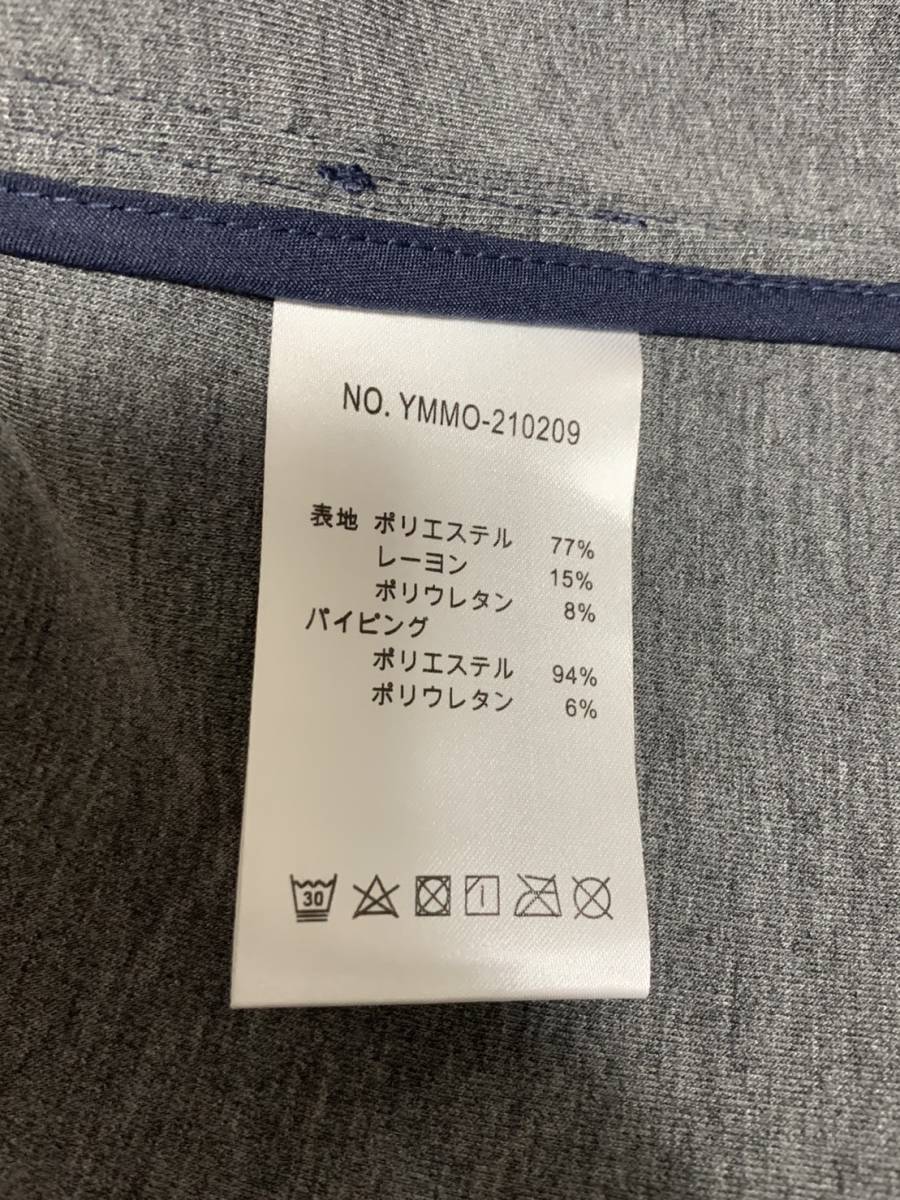 NO. YMMO-210209
表地 ポリエステル 77%
レーヨン 15%
ポリウレタン 8%
パイピング
ポリエステル 94%
ポリウレタン 6%
30